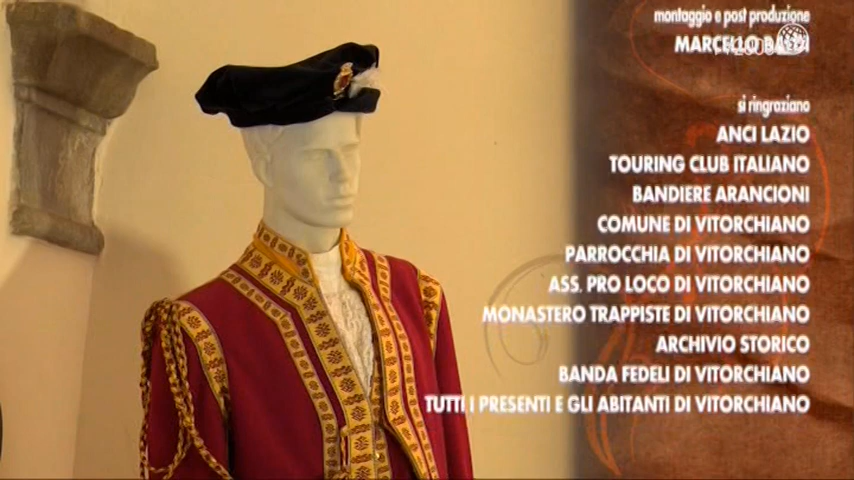 montaggio e post produzione
MARCELLO
si ringraziano
ANCI LAZIO
TOURING CLUB ITALIANO
BANDIERE ARANCIONI
COMUNE DI VITORCHIANO
PARROCCHIA DI VITORCHIANO
ASS. PRO LOCO DI VITORCHIANO
MONASTERO TRAPPISTE DI VITORCHIANO
ARCHIVIO STORICO
BANDA FEDELI DI VITORCHIANO
TUTTI I PRESENTI E GLI ABITANTI DI VITORCHIANO